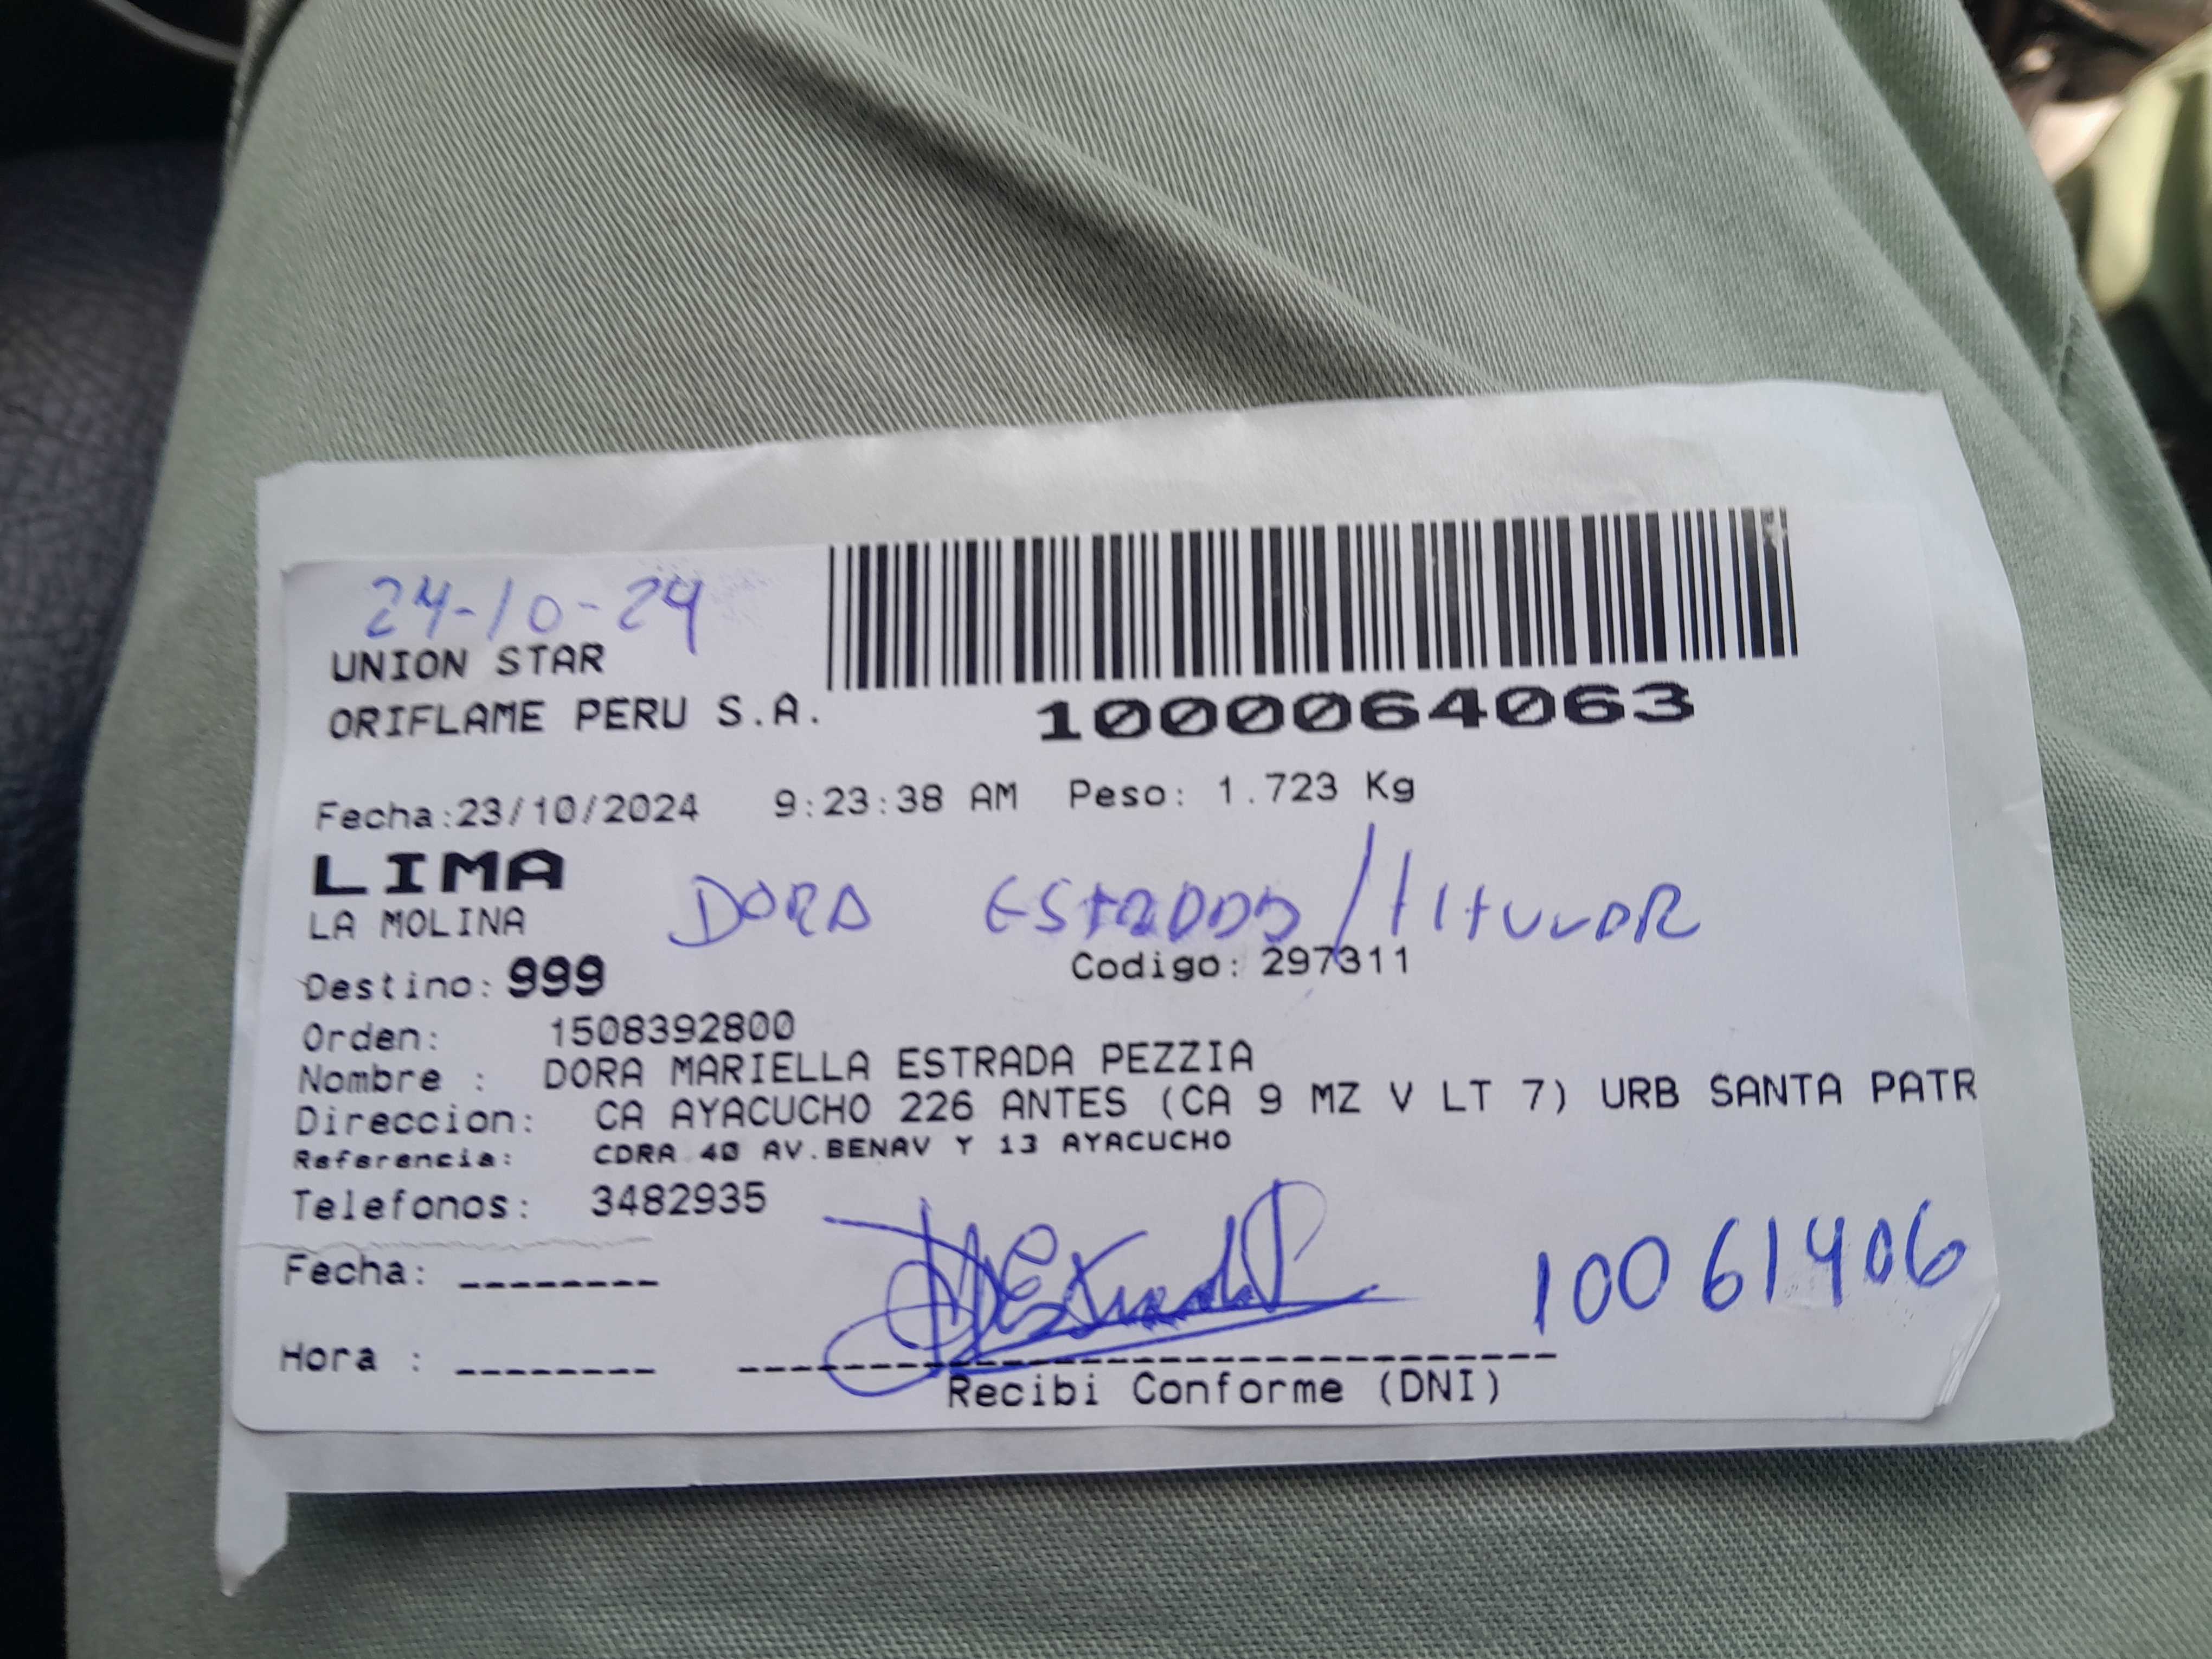 24-10-24
UNION STAR
ORIFLAME PERU S.A.
1000064063
Fecha:23/10/2024 9:23:38 AM Peso: 1.723 Kg
LIMA
LA MOLINA
DORA ESTRADA / TITULAR
Destino: 999 Codigo: 297311
Orden: 1508392800
Nombre : DORA MARIELLA ESTRADA PEZZIA
Direccion: CA AYACUCHO 226 ANTES (CA 9 MZ V LT 7) URB SANTA PATR
Referencia: CDRA 40 AV.BENAV Y 13 AYACUCHO
Telefonos: 3482935
Fecha: --------
10061406
Hora : --------
Recibi Conforme (DNI)